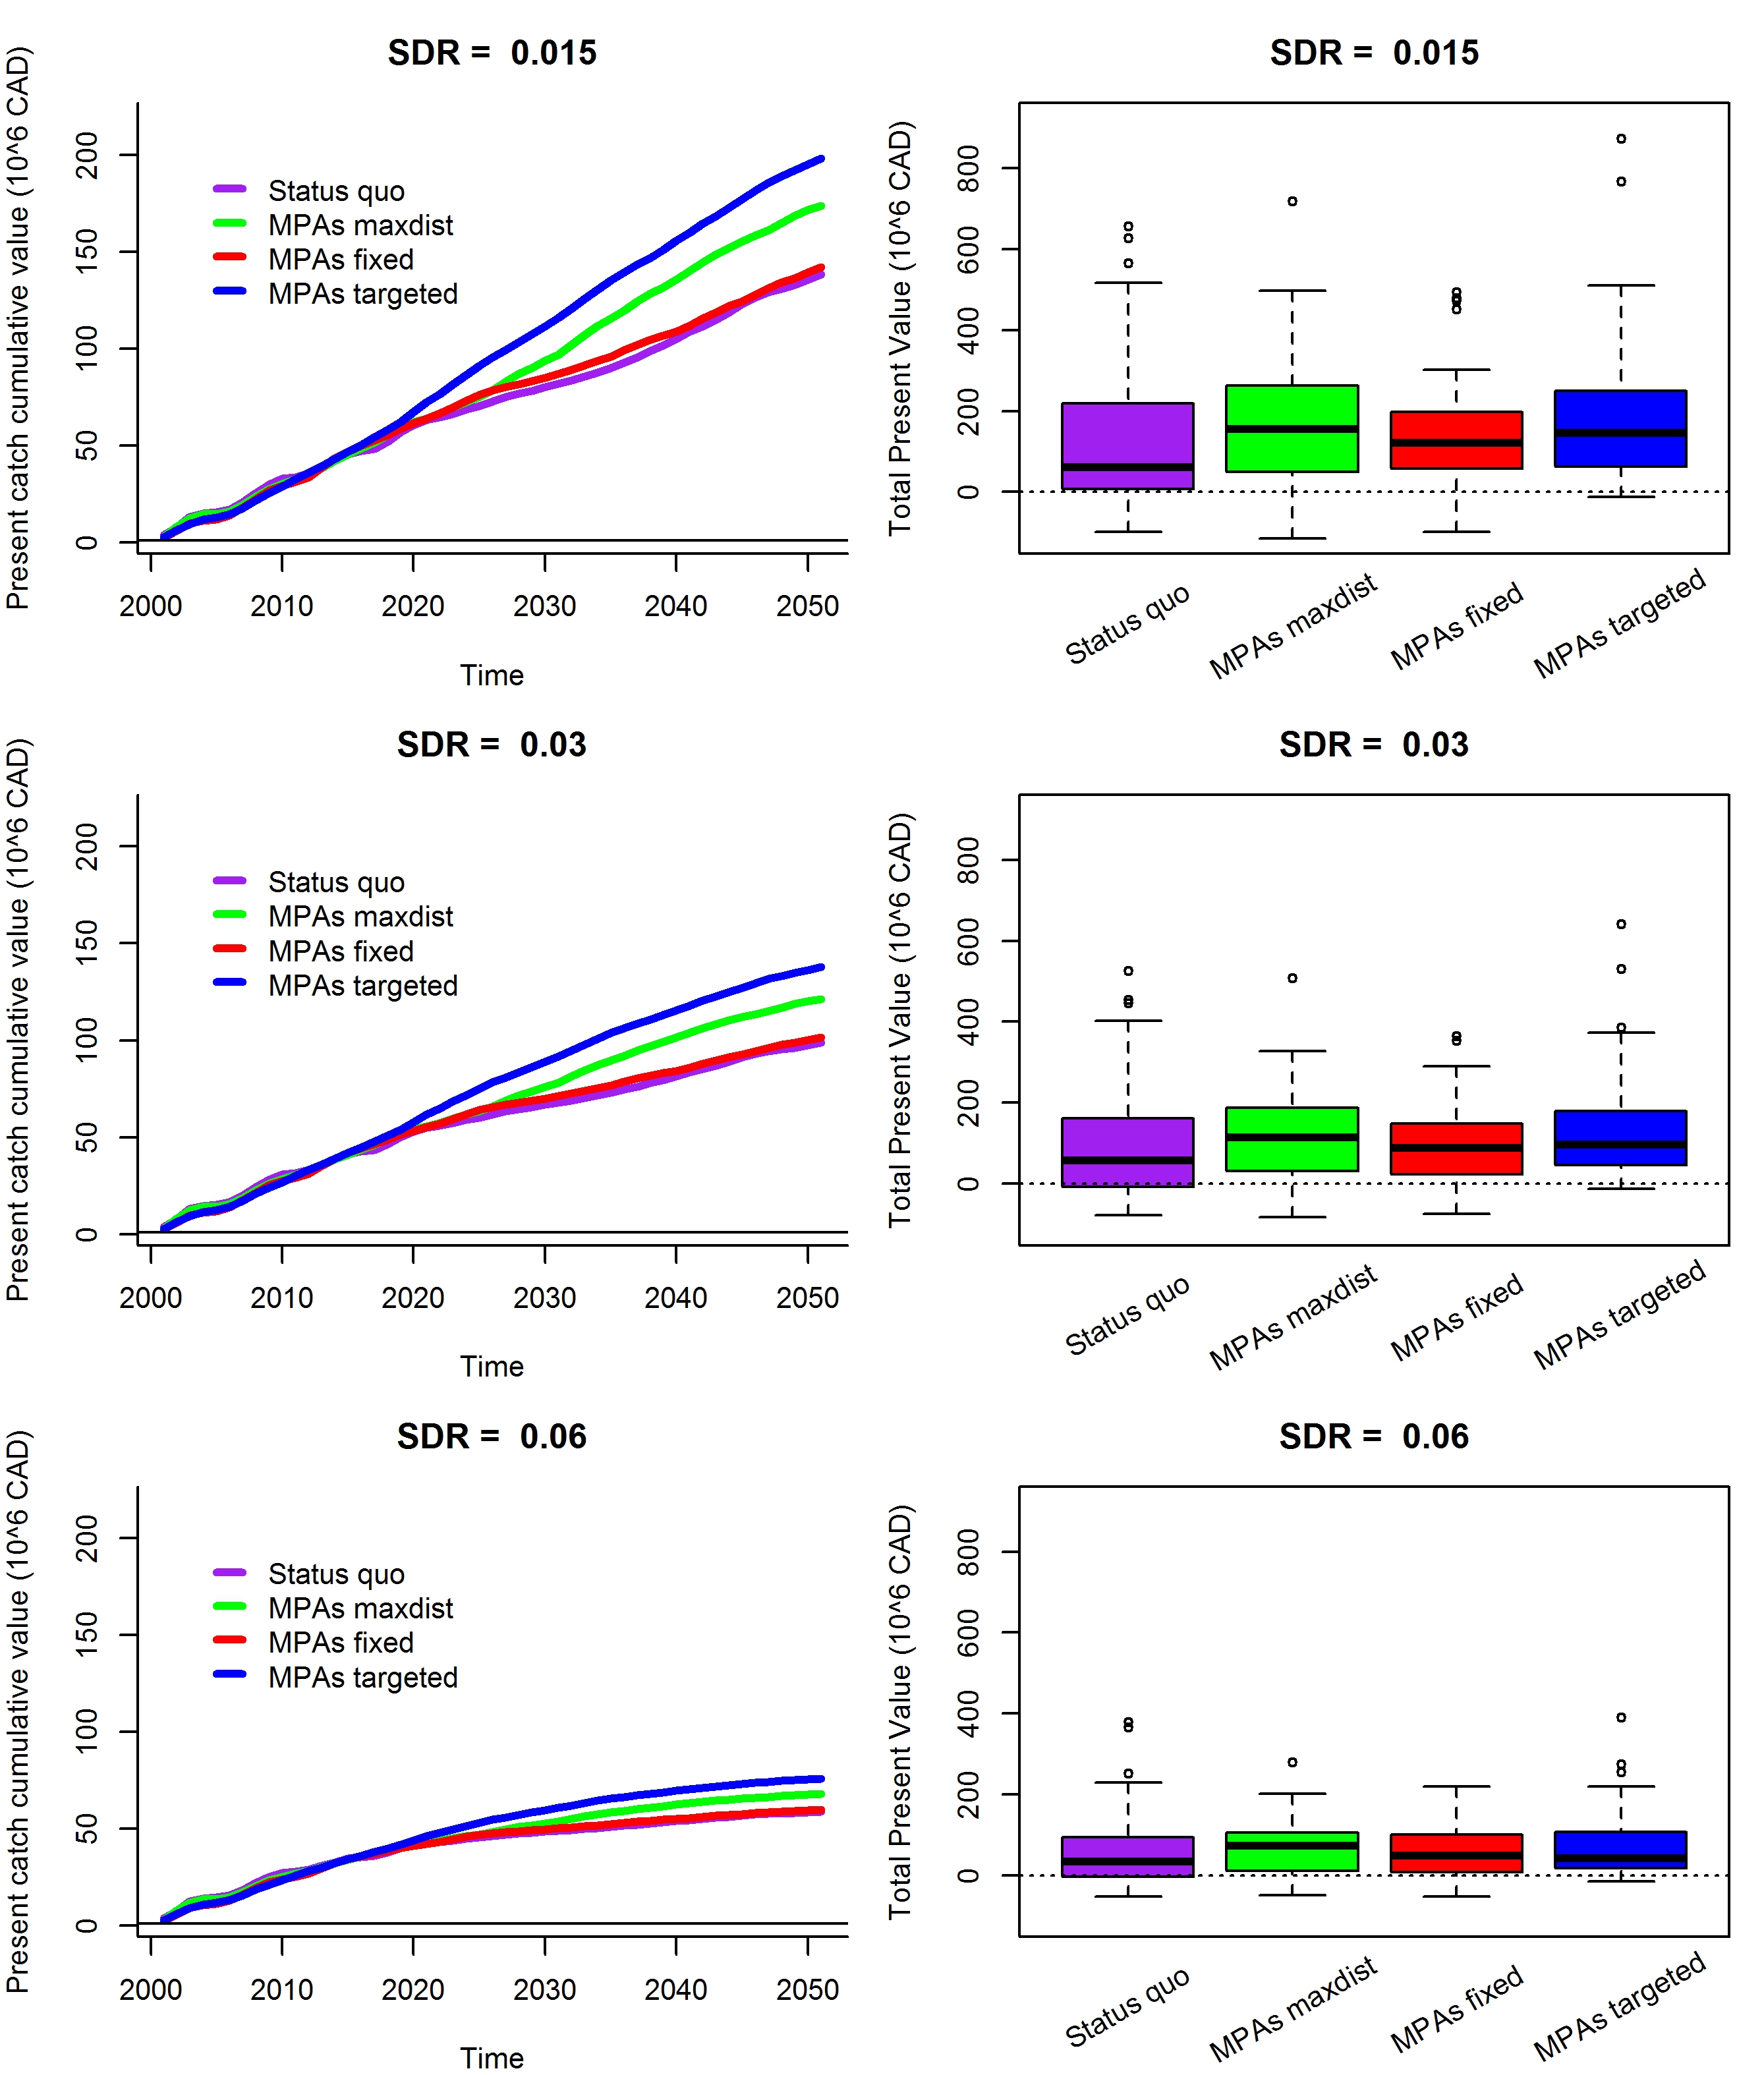 SDR = 0.015
Present catch cumulative value (10^6 CAD)
200
150
100
50
0
Status quo
MPAs maxdist
MPAs fixed
MPAs targeted
2000 2010 2020 2030 2040 2050
Time
SDR = 0.015
Total Present Value (10^6 CAD)
800
600
400
200
0
Status quo
MPAs maxdist
MPAs fixed
MPAs targeted
SDR = 0.03
Present catch cumulative value (10^6 CAD)
200
150
100
50
0
Status quo
MPAs maxdist
MPAs fixed
MPAs targeted
2000 2010 2020 2030 2040 2050
Time
SDR = 0.03
Total Present Value (10^6 CAD)
800
600
400
200
0
Status quo
MPAs maxdist
MPAs fixed
MPAs targeted
SDR = 0.06
Present catch cumulative value (10^6 CAD)
200
150
100
50
0
Status quo
MPAs maxdist
MPAs fixed
MPAs targeted
2000 2010 2020 2030 2040 2050
Time
SDR = 0.06
Total Present Value (10^6 CAD)
800
600
400
200
0
Status quo
MPAs maxdist
MPAs fixed
MPAs targeted